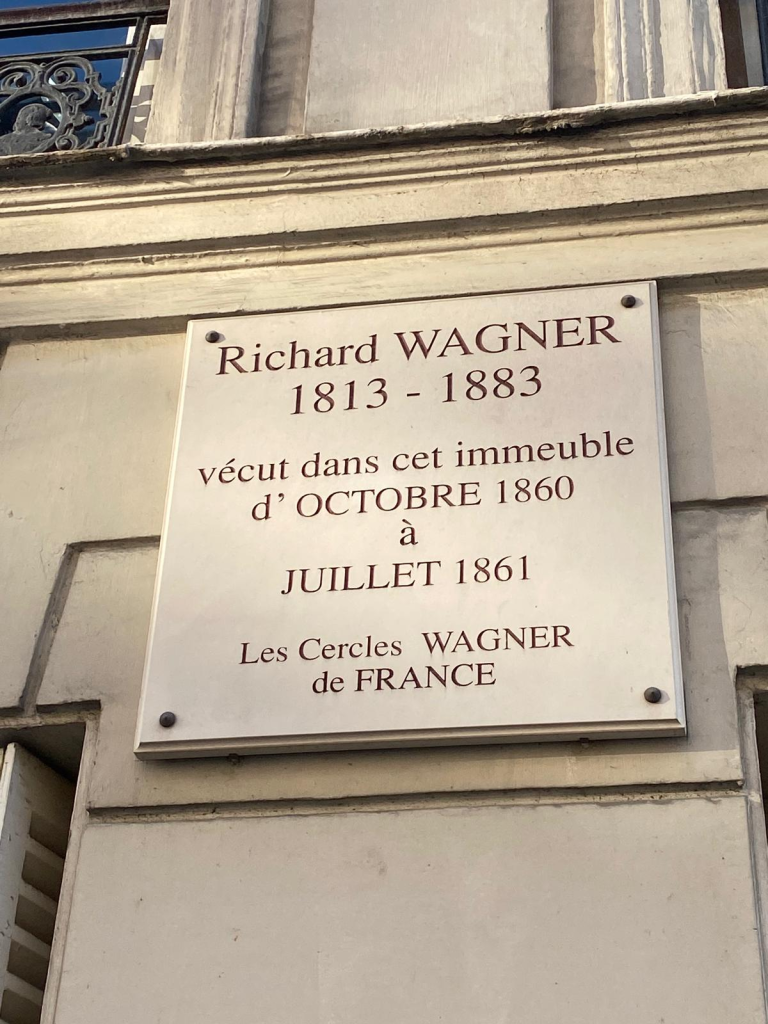 Richard WAGNER
1813 - 1883
vécut dans cet immeuble
d' OCTOBRE 1860
à
JUILLET 1861
Les Cercles WAGNER
de FRANCE